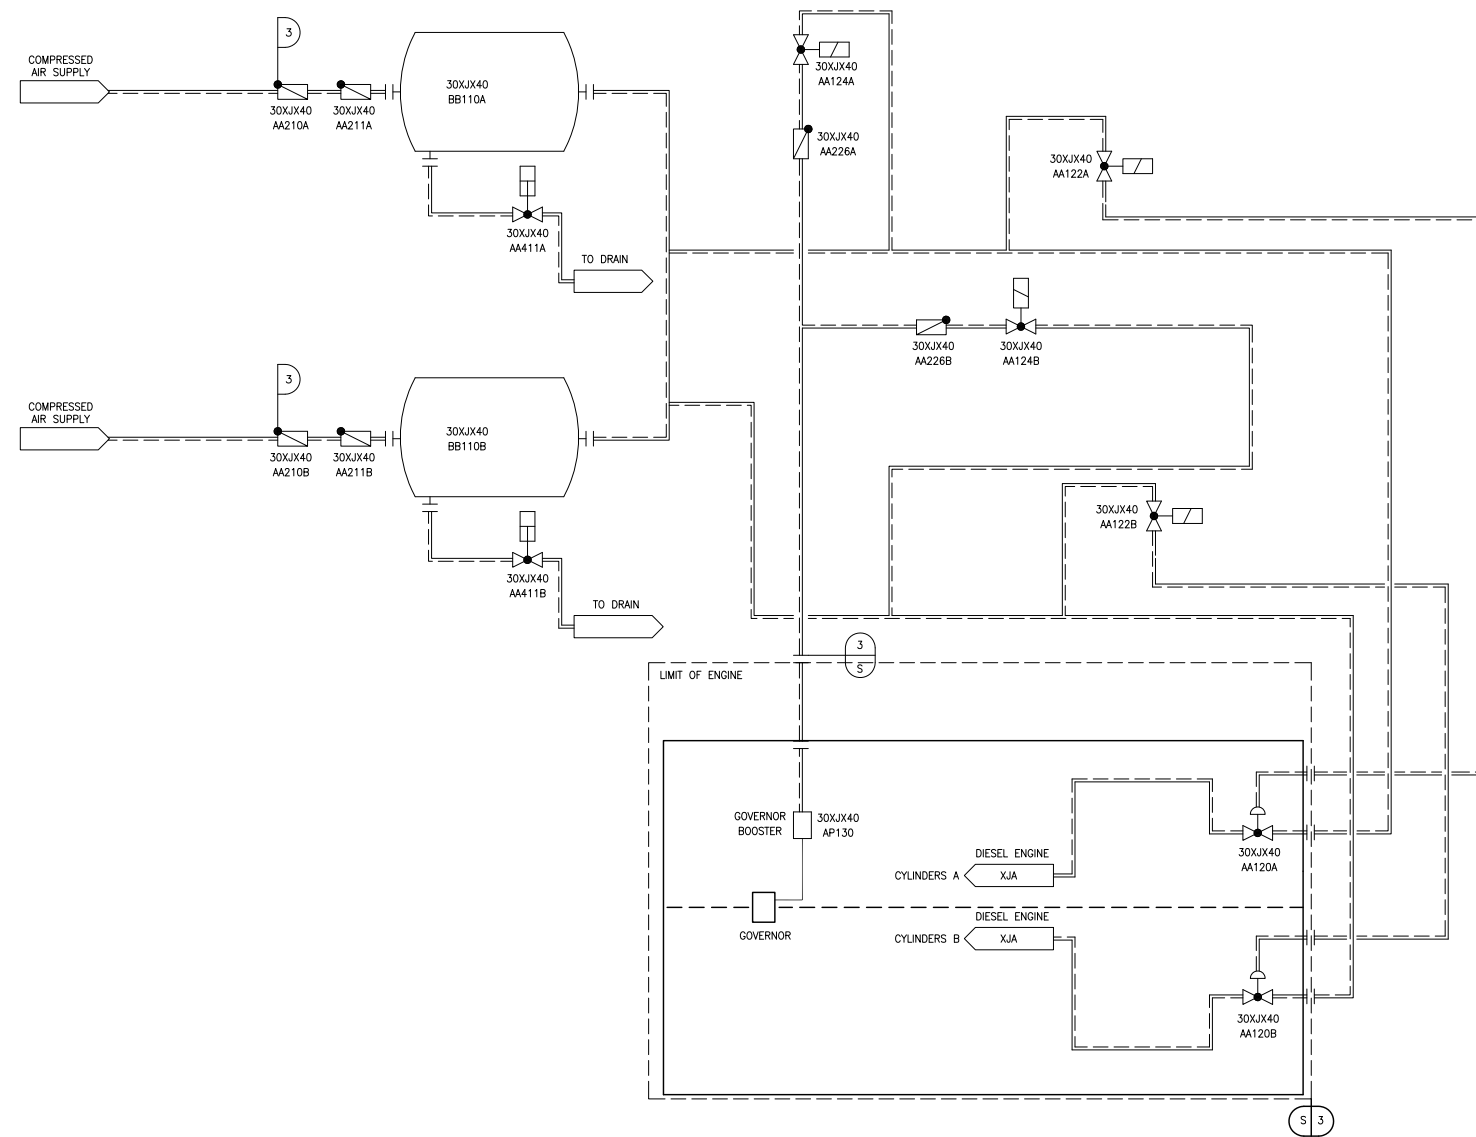 3
COMPRESSED
AIR SUPPLY
30XJX40
AA210A
30XJX40
AA211A
30XJX40
BB110A
30XJX40
AA411A
TO DRAIN
30XJX40
AA124A
30XJX40
AA226A
30XJX40
AA122A
30XJX40
AA226B
30XJX40
AA124B
3
COMPRESSED
AIR SUPPLY
30XJX40
AA210B
30XJX40
AA211B
30XJX40
BB110B
30XJX40
AA411B
TO DRAIN
30XJX40
AA122B
3
S
LIMIT OF ENGINE
GOVERNOR
BOOSTER
30XJX40
AP130
30XJX40
AA120A
DIESEL ENGINE
CYLINDERS A
XJA
DIESEL ENGINE
CYLINDERS B
XJA
GOVERNOR
30XJX40
AA120B
S 3